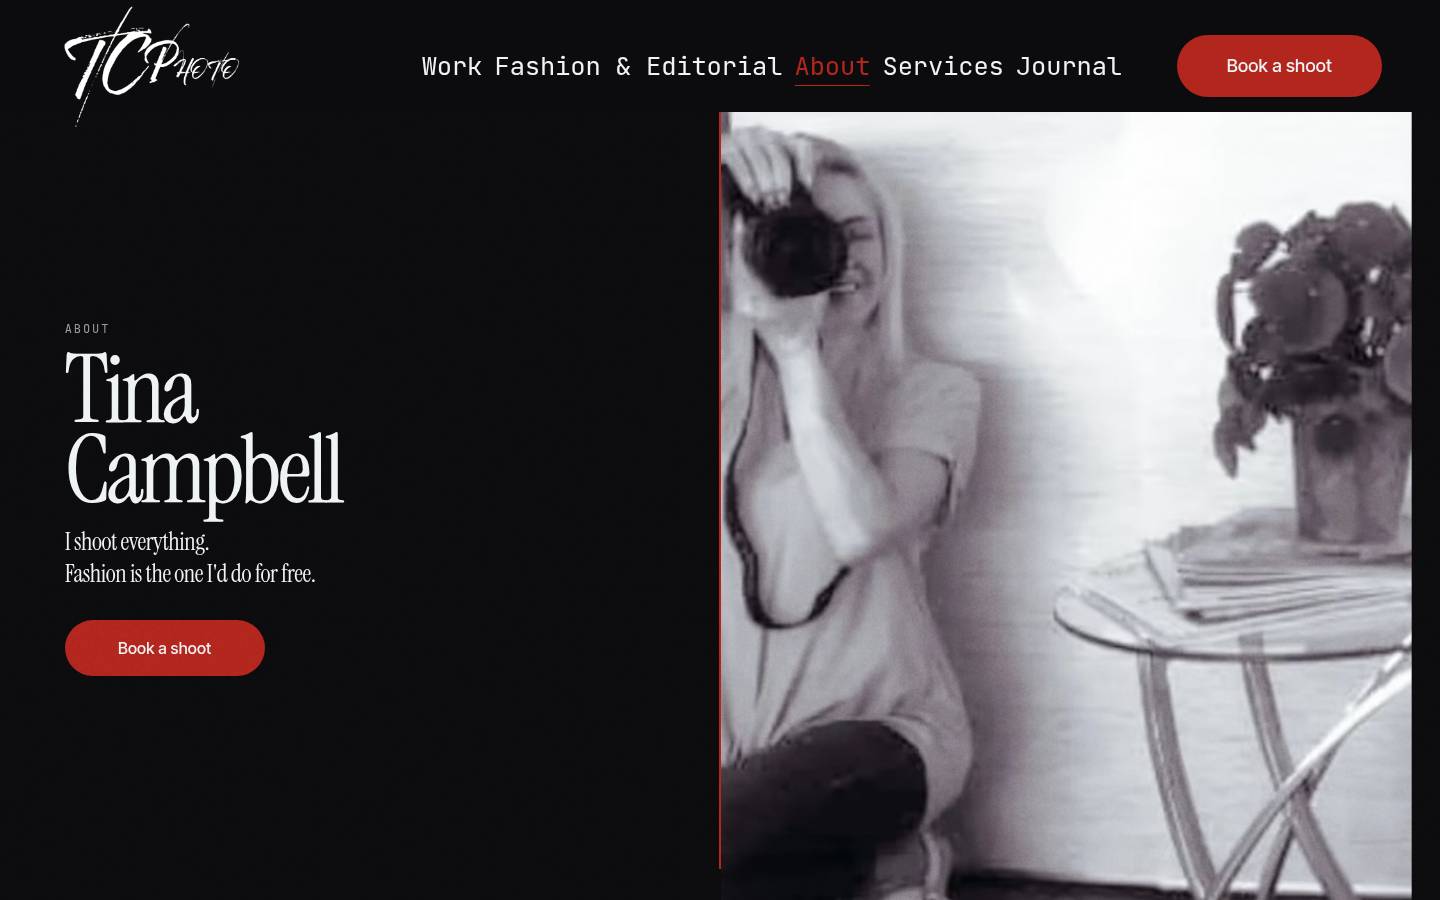 TCPHOTO
Work Fashion & Editorial About Services Journal
Book a shoot
ABOUT
Tina
Campbell
I shoot everything.
Fashion is the one I'd do for free.
Book a shoot